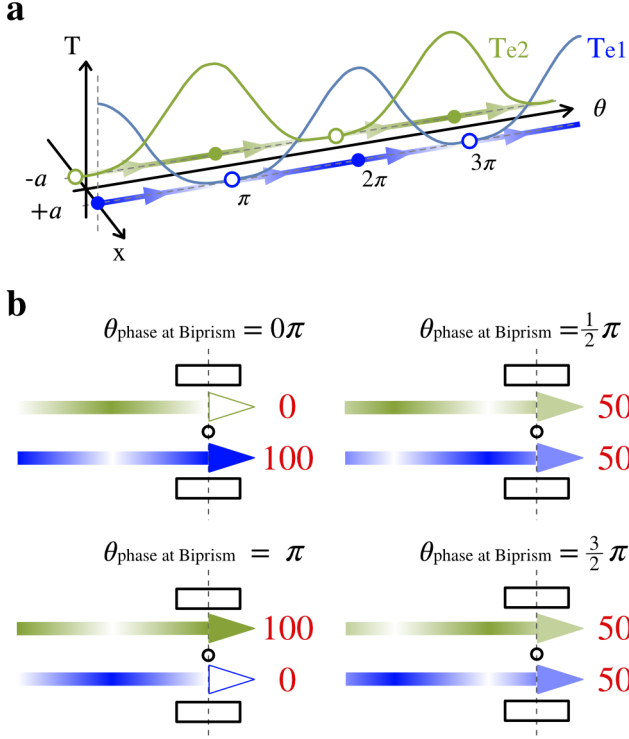 a
T
Te2
Te1
θ
-a
+a
π
2π
3π
x
b
θphase at Biprism = 0π
θphase at Biprism = 1/2 π
0
50
100
50
θphase at Biprism = π
θphase at Biprism = 3/2 π
100
50
0
50